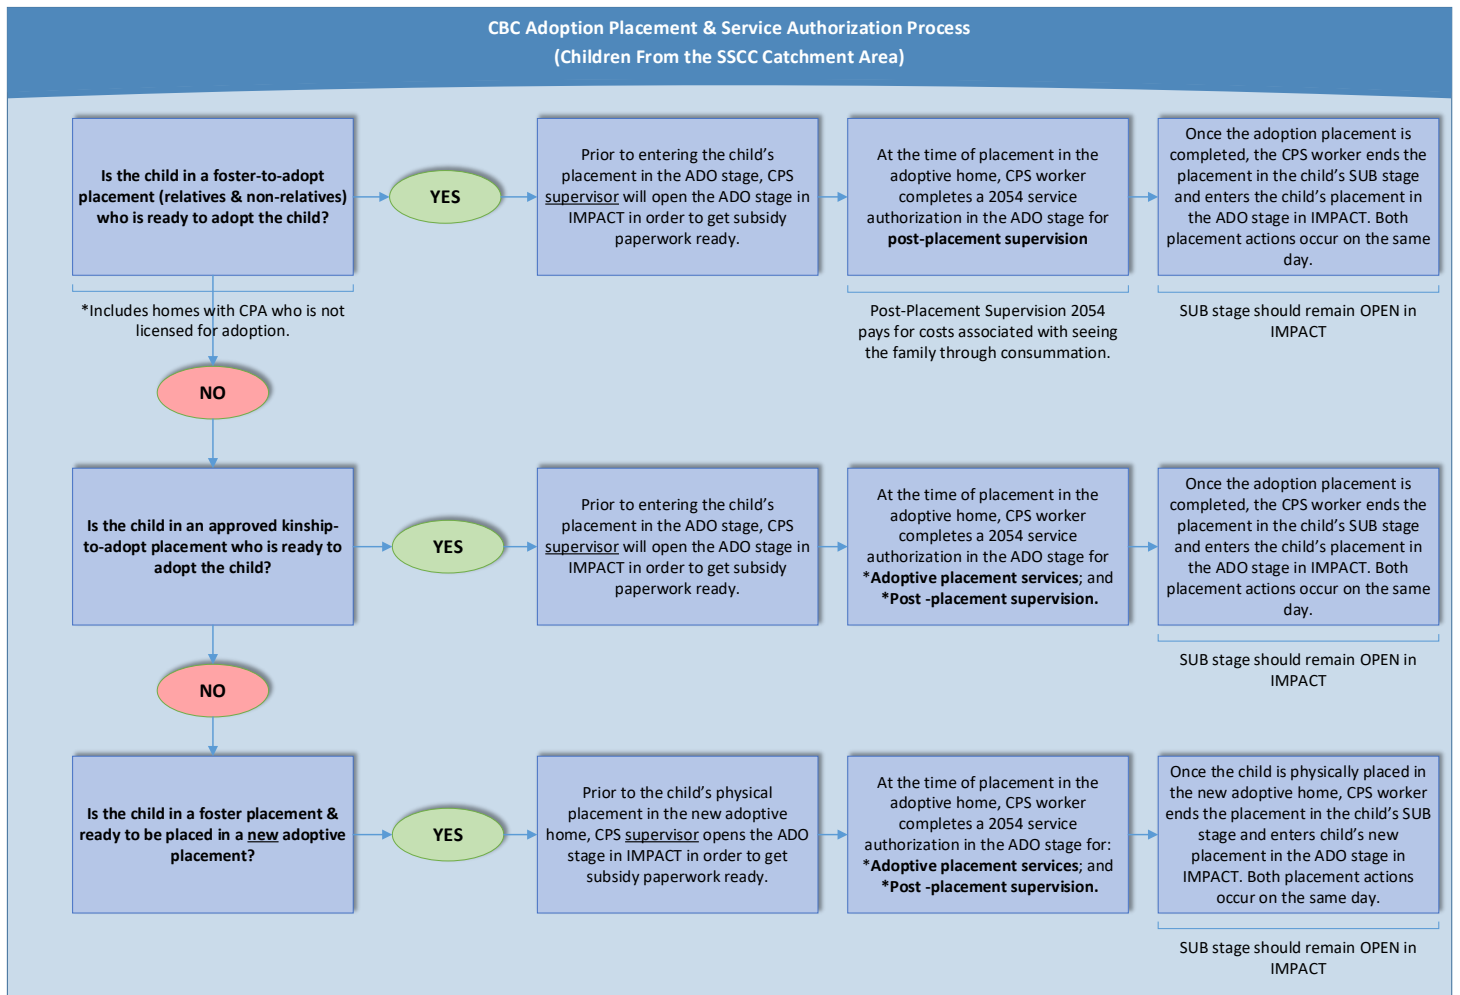 CBC Adoption Placement & Service Authorization Process
(Children From the SSCC Catchment Area)
Is the child in a foster-to-adopt
placement (relatives & non-relatives)
who is ready to adopt the child?
YES
Prior to entering the child's
placement in the ADO stage, CPS
supervisor will open the ADO stage in
IMPACT in order to get subsidy
paperwork ready.
At the time of placement in the
adoptive home, CPS worker
completes a 2054 service
authorization in the ADO stage for
post-placement supervision
Once the adoption placement is
completed, the CPS worker ends the
placement in the child's SUB stage
and enters the child's placement in
the ADO stage in IMPACT. Both
placement actions occur on the same
day.
*Includes homes with CPA who is not
licensed for adoption.
Post-Placement Supervision 2054
pays for costs associated with seeing
the family through consummation.
SUB stage should remain OPEN in
IMPACT
NO
Is the child in an approved kinship-
to-adopt placement who is ready to
adopt the child?
YES
Prior to entering the child's
placement in the ADO stage, CPS
supervisor will open the ADO stage in
IMPACT in order to get subsidy
paperwork ready.
At the time of placement in the
adoptive home, CPS worker
completes a 2054 service
authorization in the ADO stage for
*Adoptive placement services; and
*Post -placement supervision.
Once the adoption placement is
completed, the CPS worker ends the
placement in the child's SUB stage
and enters the child's placement in
the ADO stage in IMPACT. Both
placement actions occur on the same
day.
SUB stage should remain OPEN in
IMPACT
NO
Is the child in a foster placement &
ready to be placed in a new adoptive
placement?
YES
Prior to the child's physical
placement in the new adoptive
home, CPS supervisor opens the ADO
stage in IMPACT in order to get
subsidy paperwork ready.
At the time of placement in the
adoptive home, CPS worker
completes a 2054 service
authorization in the ADO stage for:
*Adoptive placement services; and
*Post -placement supervision.
Once the child is physically placed in
the new adoptive home, CPS worker
ends the placement in the child's SUB
stage and enters child's new
placement in the ADO stage in
IMPACT. Both placement actions
occur on the same day.
SUB stage should remain OPEN in
IMPACT